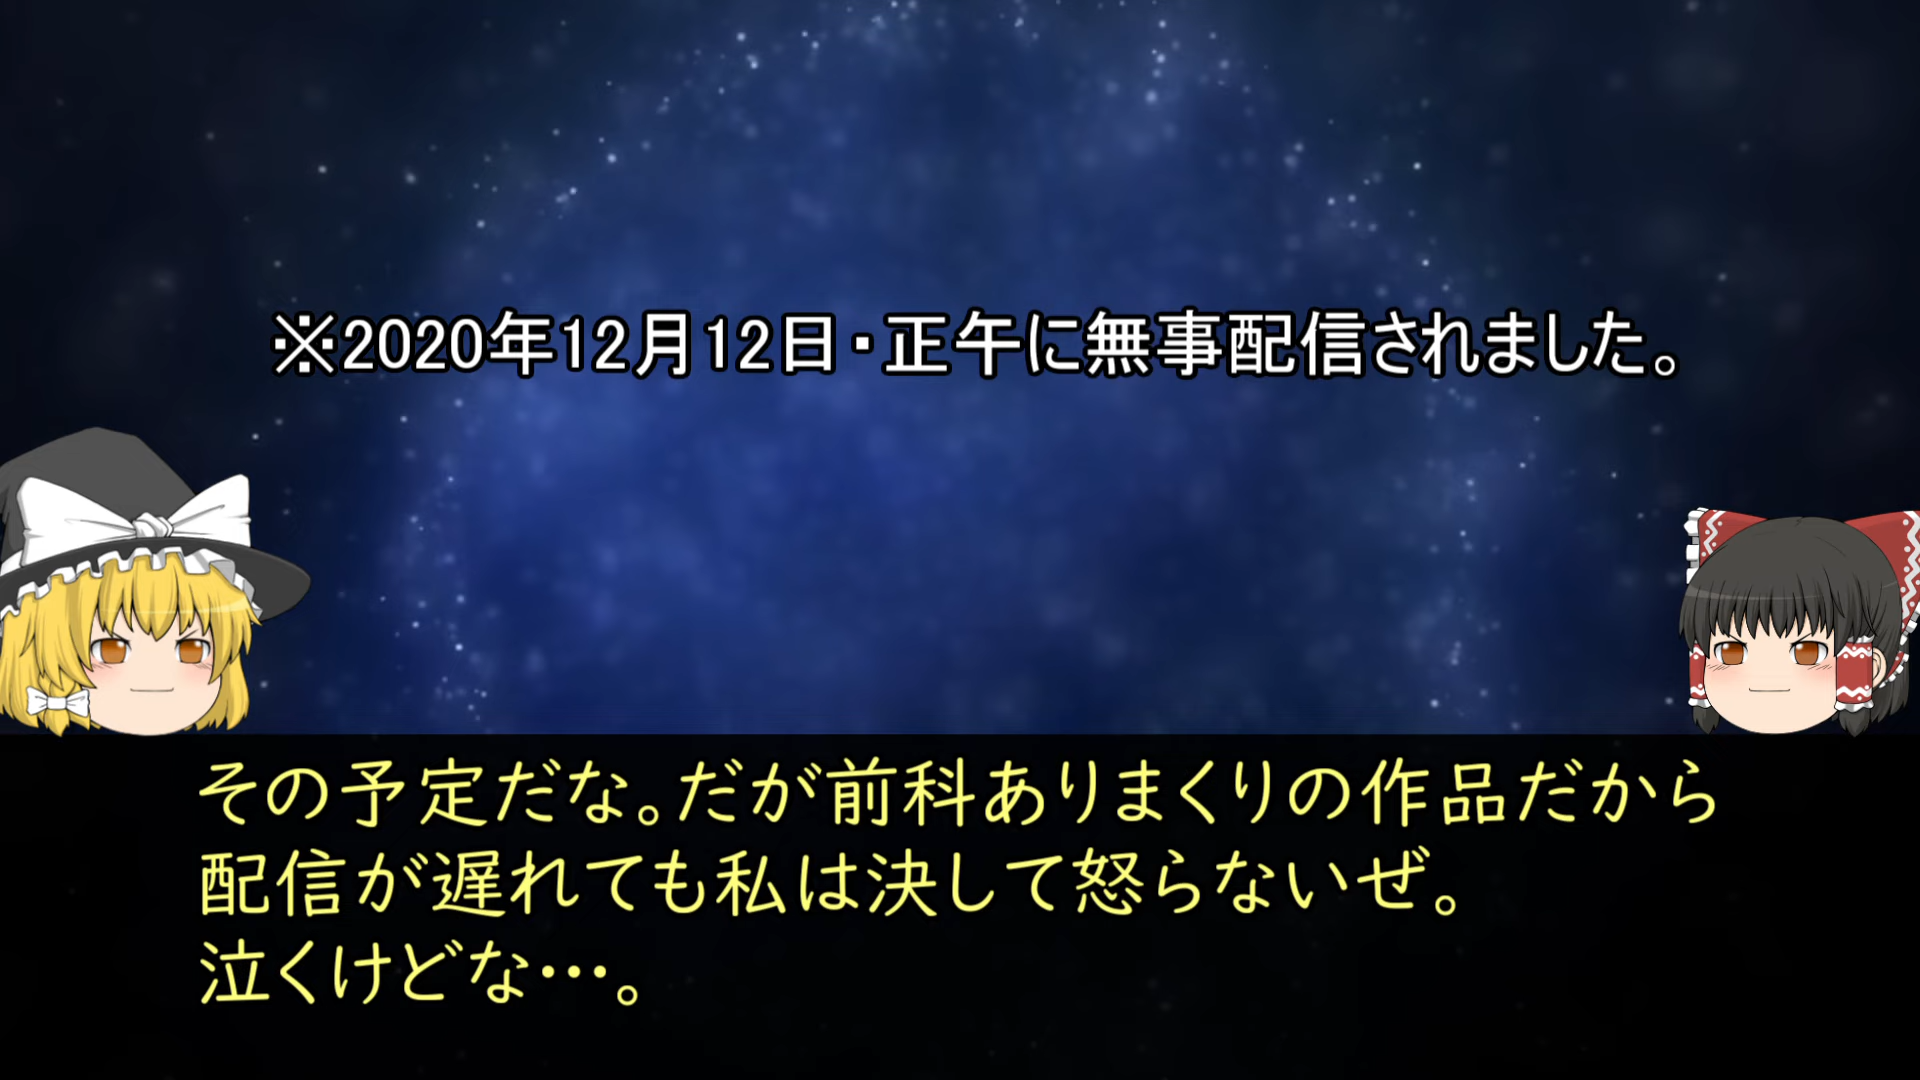 ※2020年12月12日・正午に無事配信されました。
その予定だな。だが前科ありまくりの作品だから
配信が遅れても私は決して怒らないぜ。
泣くけどな…。